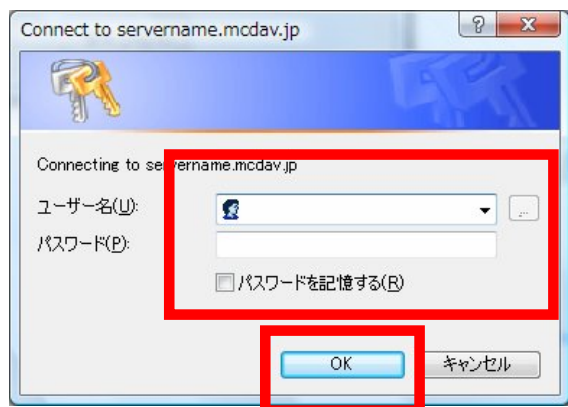 Connect to servername.mcdav.jp
Connecting to servername.mcdav.jp
ユーザー名(U):
...
パスワード(P):
パスワードを記憶する(R)
OK キャンセル